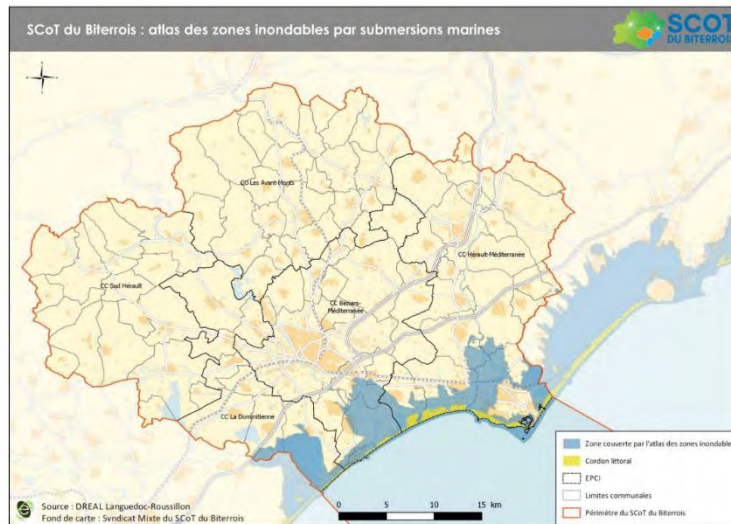 SCoT du Biterrois : atlas des zones inondables par submersions marines
SCOT
DU BITERROIS
CC Les Avant-Monts
CC Hérault-Méditerranée
CC Sud Hérault
CC Béziers-
Méditerranée
CC La Domitienne
Zone couverte par l'atlas des zones inondables
Cordon littoral
EPCI
Limites communales
Périmètre du SCoT du Biterrois
Source : DREAL Languedoc-Roussillon
Fond de carte : Syndicat Mixte du SCoT du Biterrois
0 5 10 15 km